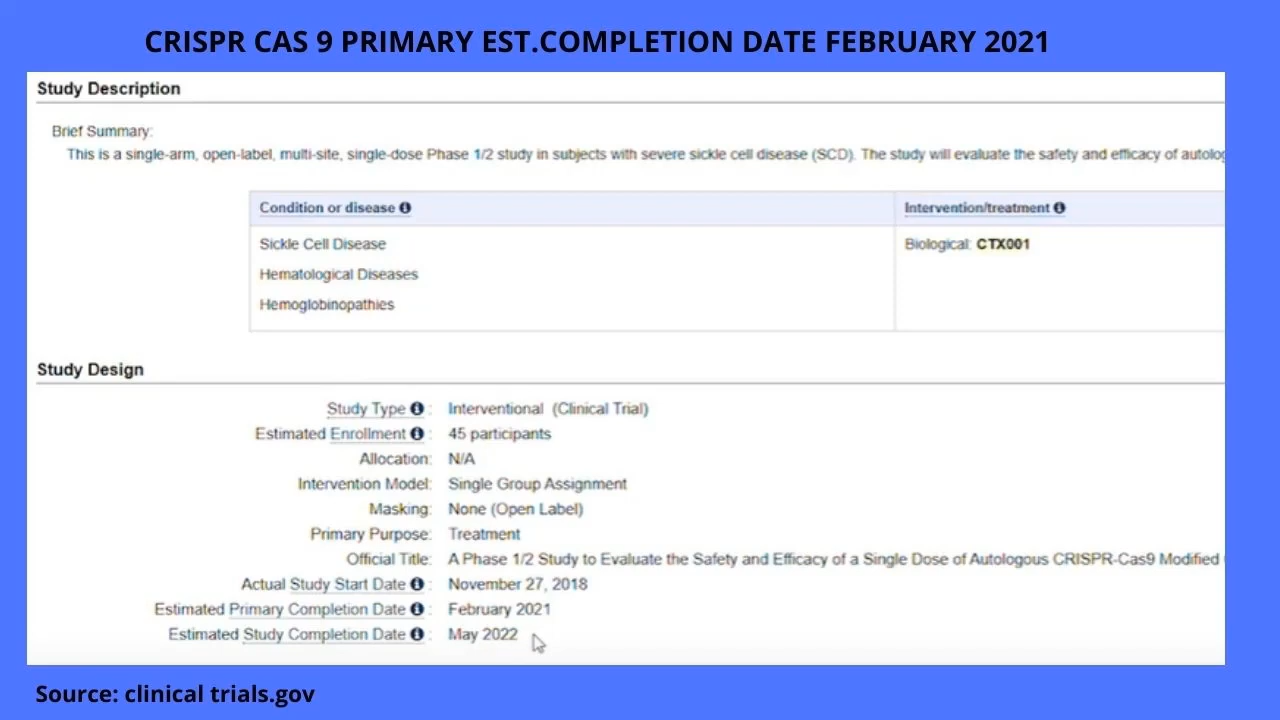 CRISPR CAS 9 PRIMARY EST.COMPLETION DATE FEBRUARY 2021
Study Description
Brief Summary:
This is a single-arm, open-label, multi-site, single-dose Phase 1/2 study in subjects with severe sickle cell disease (SCD). The study will evaluate the safety and efficacy of autolog
Condition or disease Intervention/treatment
Sickle Cell Disease Biological: CTX001
Hematological Diseases
Hemoglobinopathies
Study Design
Study Type : Interventional (Clinical Trial)
Estimated Enrollment : 45 participants
Allocation: N/A
Intervention Model: Single Group Assignment
Masking: None (Open Label)
Primary Purpose: Treatment
Official Title: A Phase 1/2 Study to Evaluate the Safety and Efficacy of a Single Dose of Autologous CRISPR-Cas9 Modified
Actual Study Start Date : November 27, 2018
Estimated Primary Completion Date : February 2021
Estimated Study Completion Date : May 2022
Source: clinical trials.gov